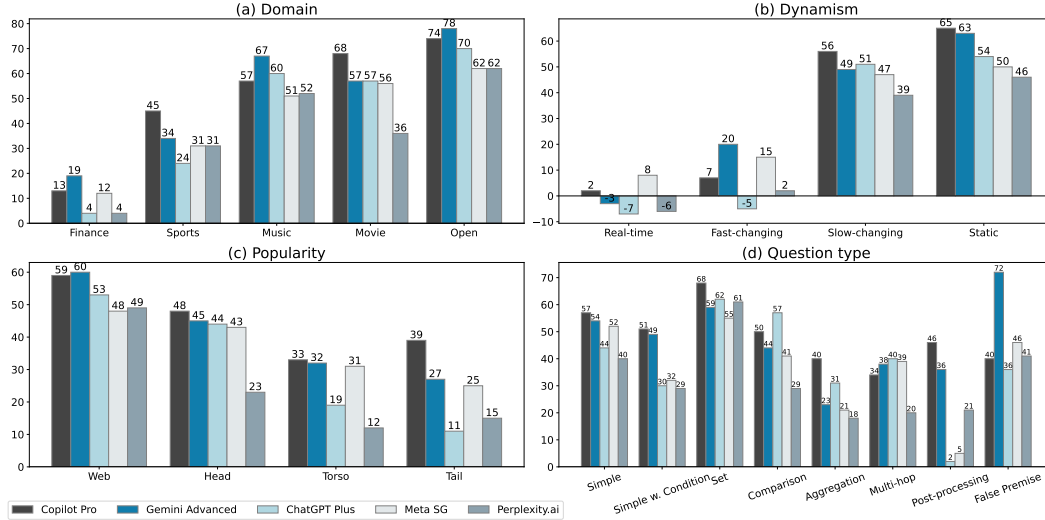 (a) Domain
80
70
60
50
40
30
20
10
0
13 19 4 12 4
45 34 24 31 31
57 67 60 51 52
68 57 57 56 36
74 78 70 62 62
Finance Sports Music Movie Open
(b) Dynamism
60
50
40
30
20
10
0
−10
2 -3 -7 8 -6
7 20 -5 15 2
56 49 51 47 39
65 63 54 50 46
Real-time Fast-changing Slow-changing Static
(c) Popularity
60
50
40
30
20
10
0
59 60 53 48 49
48 45 44 43 23
33 32 19 31 12
39 27 11 25 15
Web Head Torso Tail
(d) Question type
70
60
50
40
30
20
10
0
57 54 44 52 40
51 49 30 32 29
68 59 62 55 61
50 44 57 41 29
40 23 31 21 18
34 38 40 39 20
46 36 2 5 21
40 72 36 46 41
Simple Simple w. Condition Set Comparison Aggregation Multi-hop Post-processing False Premise
Copilot Pro Gemini Advanced ChatGPT Plus Meta SG Perplexity.ai